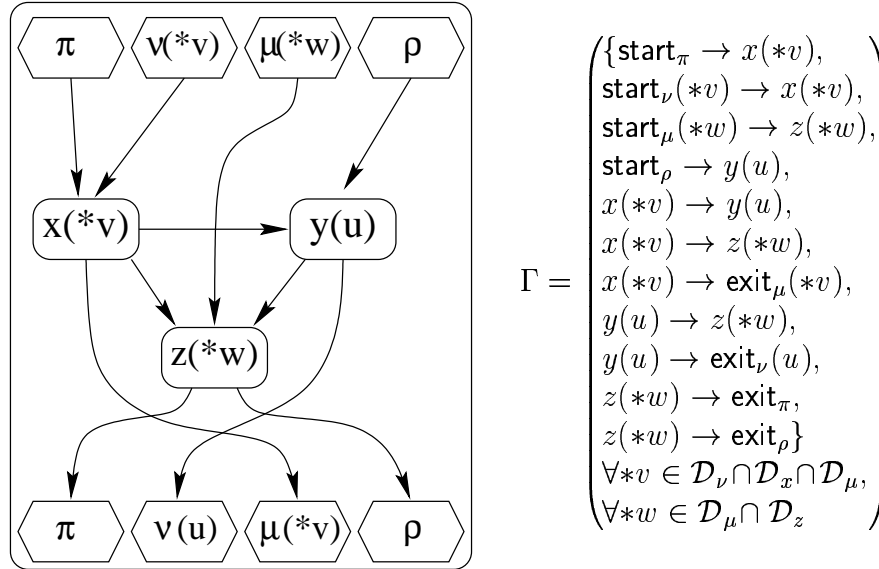 π ν(*v) μ(*w) ρ
x(*v) y(u)
z(*w)
π ν(u) μ(*v) ρ
{start_π → x(*v),
start_ν(*v) → x(*v),
start_μ(*w) → z(*w),
start_ρ → y(u),
x(*v) → y(u),
x(*v) → z(*w),
Γ = x(*v) → exit_μ(*v),
y(u) → z(*w),
y(u) → exit_ν(u),
z(*w) → exit_π,
z(*w) → exit_ρ}
∀*v ∈ 𝒟_ν∩𝒟_x∩𝒟_μ,
∀*w ∈ 𝒟_μ∩ 𝒟_z